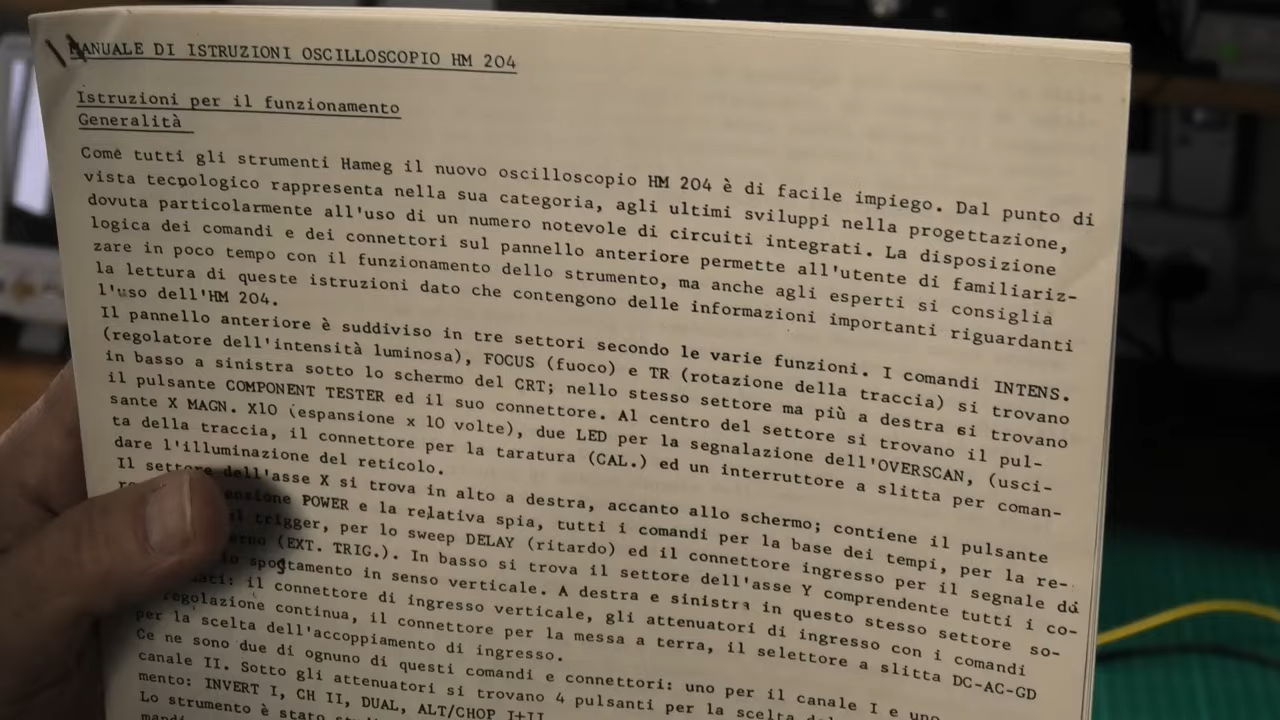 MANUALE DI ISTRUZIONI OSCILLOSCOPIO HM 204
Istruzioni per il funzionamento
Generalità
Come tutti gli strumenti Hameg il nuovo oscilloscopio HM 204 è di facile impiego. Dal punto di
vista tecnologico rappresenta nella sua categoria, agli ultimi sviluppi nella progettazione,
dovuta particolarmente all'uso di un numero notevole di circuiti integrati. La disposizione
logica dei comandi e dei connettori sul pannello anteriore permette all'utente di familiariz-
zare in poco tempo con il funzionamento dello strumento, ma anche agli esperti si consiglia
la lettura di queste istruzioni dato che contengono delle informazioni importanti riguardanti
l'uso dell'HM 204.
Il pannello anteriore è suddiviso in tre settori secondo le varie funzioni. I comandi INTENS.
(regolatore dell'intensità luminosa), FOCUS (fuoco) e TR (rotazione della traccia) si trovano
in basso a sinistra sotto lo schermo del CRT; nello stesso settore ma più a destra si trovano
il pulsante COMPONENT TESTER ed il suo connettore. Al centro del settore si trovano il pul-
sante X MAGN. X10 (espansione x 10 volte), due LED per la segnalazione dell'OVERSCAN, (usci-
ta della traccia, il connettore per la taratura (CAL.) ed un interruttore a slitta per coman-
dare l'illuminazione del reticolo.
Il settore dell'asse X si trova in alto a destra, accanto allo schermo; contiene il pulsante
POWER e la relativa spia, tutti i comandi per la base dei tempi, per la re-
trigger, per lo sweep DELAY (ritardo) ed il connettore ingresso per il segnale da
(EXT. TRIG.). In basso si trova il settore dell'asse Y comprendente tutti i co-
spostamento in senso verticale. A destra e sinistra in questo stesso settore so-
il connettore di ingresso verticale, gli attenuatori di ingresso con i comandi
regolazione continua, il connettore per la messa a terra, il selettore a slitta DC-AC-GD
per la scelta dell'accoppiamento di ingresso.
Ce ne sono due di ognuno di questi comandi e connettori: uno per il canale I e uno
canale II. Sotto gli attenuatori si trovano 4 pulsanti per la scelta
mento: INVERT I, CH II, DUAL, ALT/CHOP I+II
Lo strumento è stato